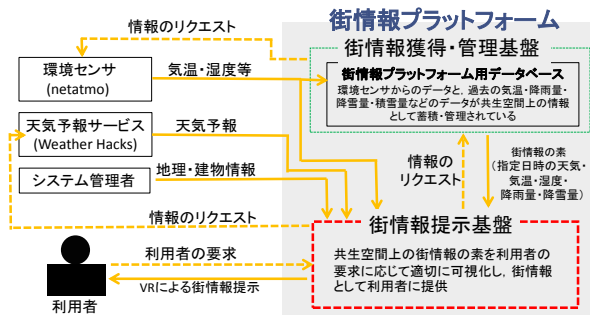 街情報プラットフォーム
情報のリクエスト
街情報獲得・管理基盤
環境センサ
(netatmo)
気温・湿度等
街情報プラットフォーム用データベース
環境センサからのデータと、過去の気温・降雨量・
降雪量・積雪量などのデータが共生空間上の情報
として蓄積・管理されている
天気予報サービス
(Weather Hacks)
天気予報
システム管理者
地理・建物情報
情報の
リクエスト
街情報の素
（指定日時の天気・
気温・湿度・
降雨量・降雪量）
情報のリクエスト
街情報提示基盤
利用者の要求
共生空間上の街情報の素を利用者の
要求に応じて適切に可視化し，街情報
として利用者に提供
VRによる街情報提示
利用者